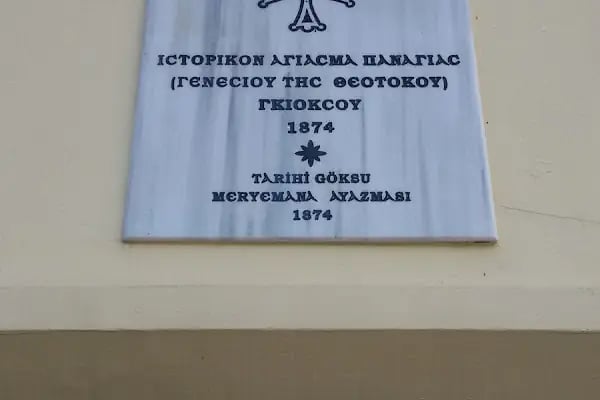 ΙϹΤΟΡΙΚΟΝ ΑΓΙΑϹΜΑ ΠΑΝΑΓΙΑϹ
(ΓΕΝΕϹΙΟΥ ΤΗϹ ΘΕΟΤΟΚΟΥ)
ΓΚΙΟΚϹΟΥ
1874
TARİHİ GÖKSU
MERYEMANA AYAZMASI
1874